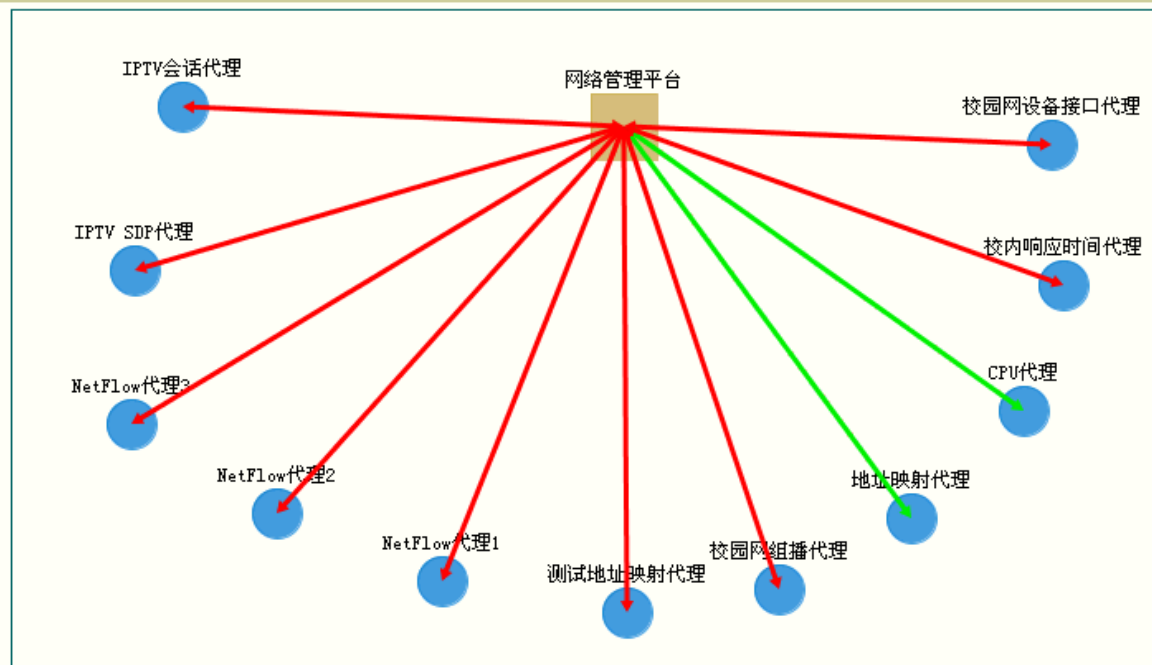 IPTV会话代理
网络管理平台
校园网设备接口代理
IPTV SDP代理
校内响应时间代理
CPU代理
NetFlow代理3
NetFlow代理2
地址映射代理
NetFlow代理1
校园网组播代理
测试地址映射代理